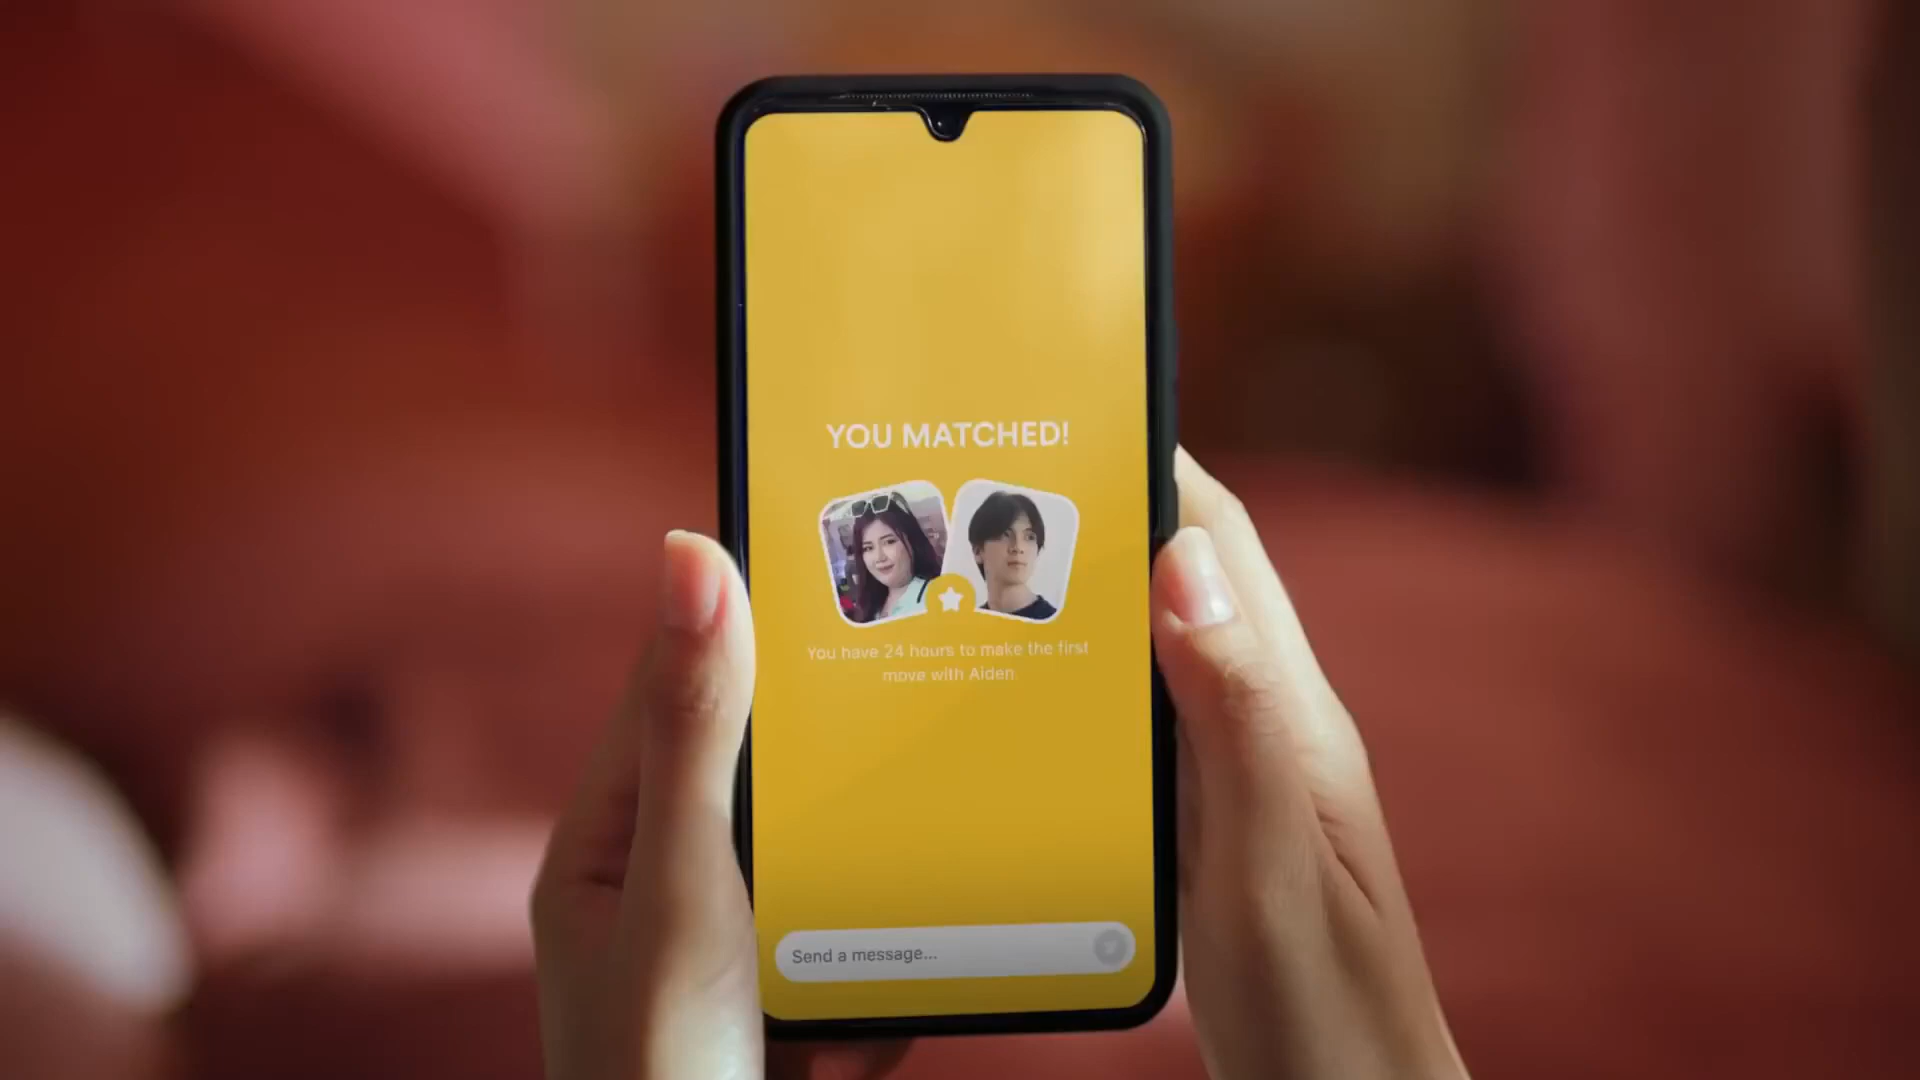 YOU MATCHED!
You have 24 hours to make the first
move with Aiden.
Send a message...